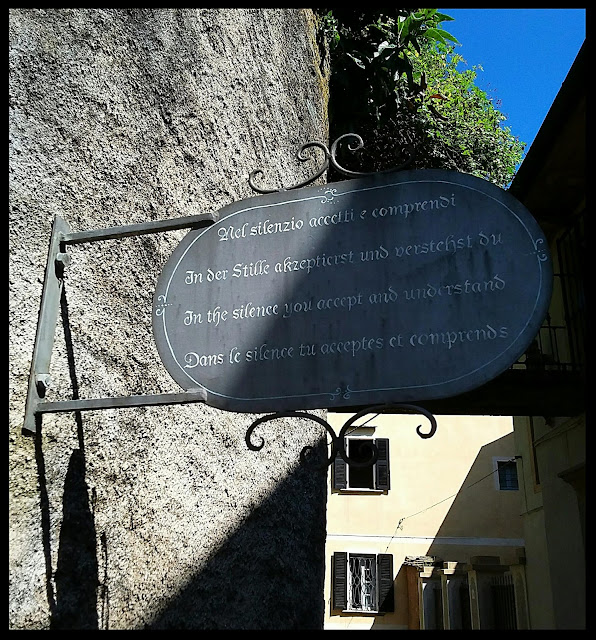 Nel silenzio accetti e comprendi
In der Stille akzeptierst und verstehst du
In the silence you accept and understand
Dans le silence tu acceptes et comprends